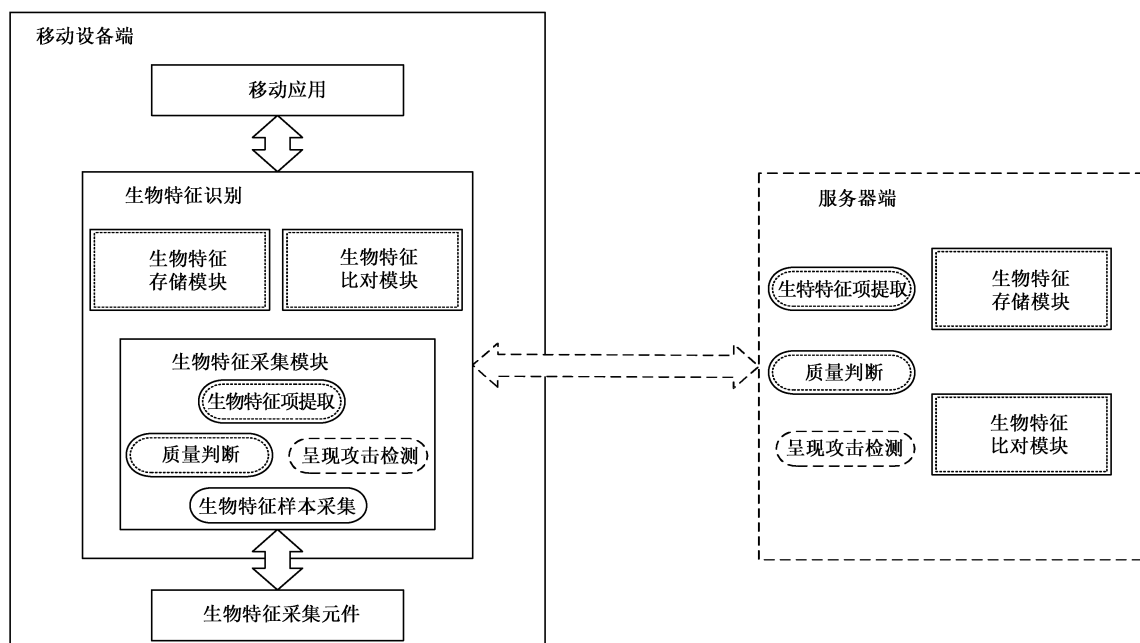 移动设备端
移动应用
生物特征识别
生物特征
存储模块
生物特征
比对模块
生物特征采集模块
生物特征项提取
质量判断
呈现攻击检测
生物特征样本采集
生物特征采集元件
服务器端
生特特征项提取
生物特征
存储模块
质量判断
生物特征
比对模块
呈现攻击检测